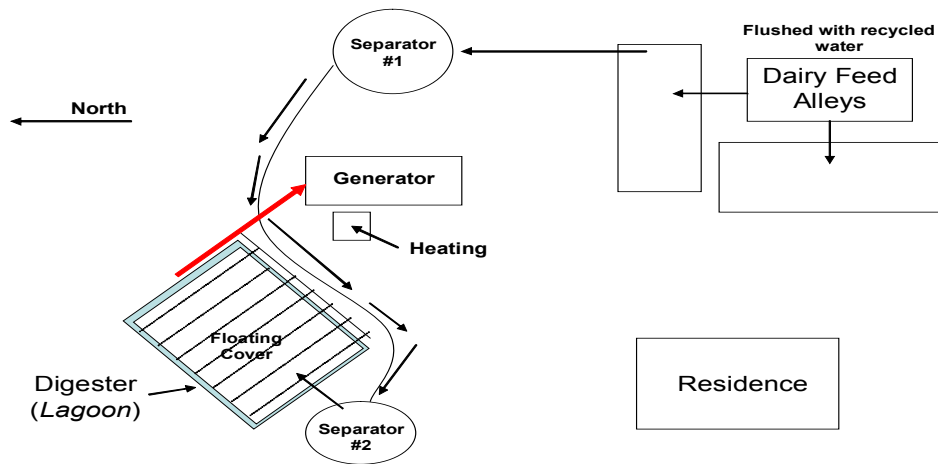 Flushed with recycled
water
Dairy Feed
Alleys
Separator
#1
North
Generator
Heating
Floating
Cover
Digester
(Lagoon)
Separator
#2
Residence